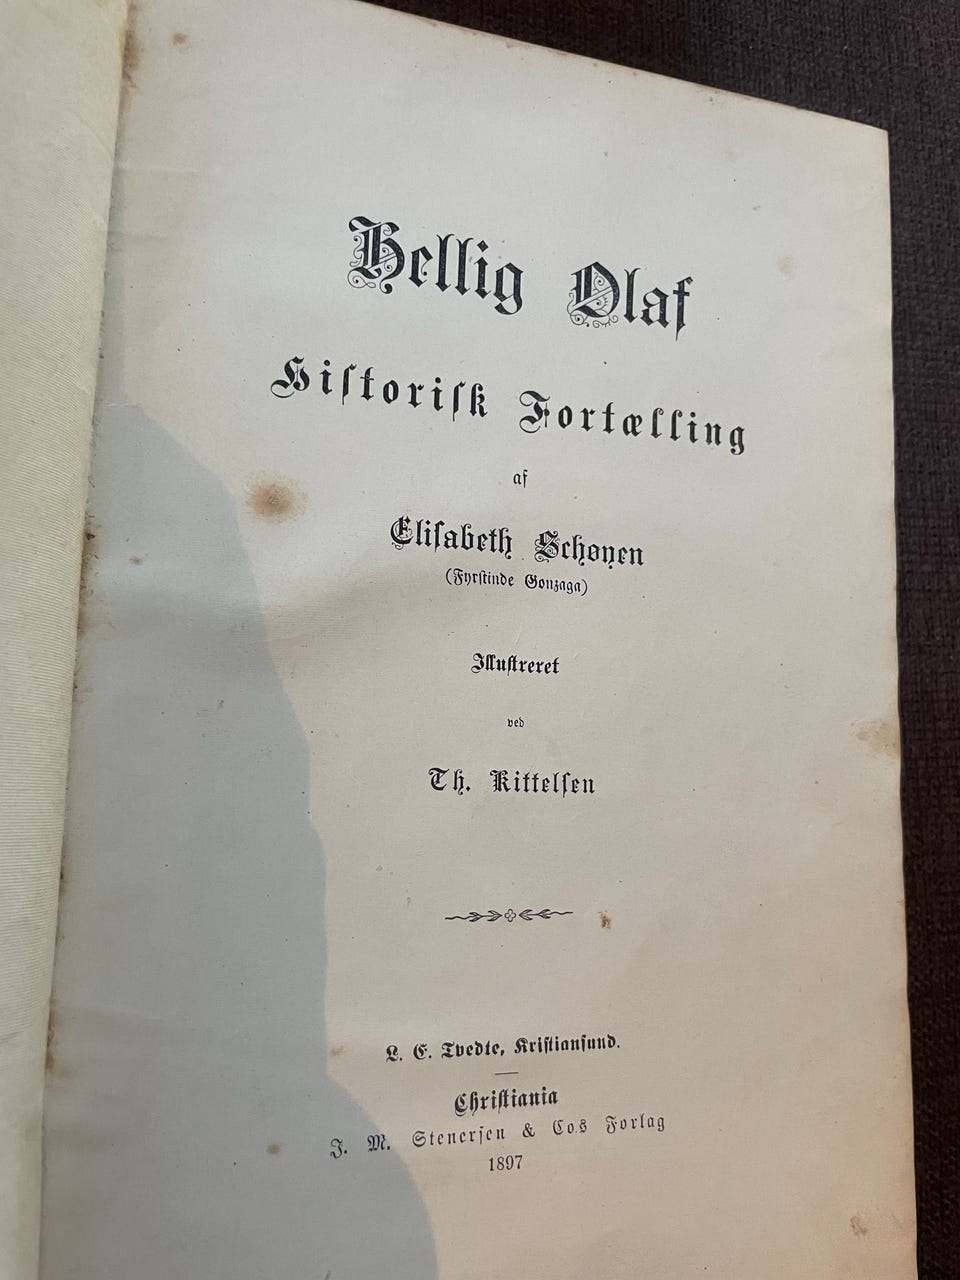 Hellig Olaf
Hiſtoriſk Fortælling
af
Eliſabeth Schøyen
(Fyrſtinde Gonzaga)
Illuſtreret
ved
Th. Kittelſen
L. E. Tvedte, Kriſtianſund.
Chriſtiania
J. M. Stenerſen & Cos Forlag
1897